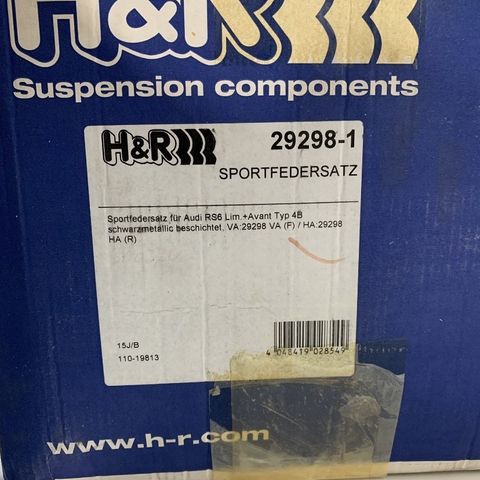 H&R
Suspension components
H&R
29298-1
SPORTFEDERSATZ
Sportfedersatz für Audi RS6 Lim.+Avant Typ 4B
schwarzmetallic beschichtet, VA:29298 VA (F) / HA:29298
HA (R)
15J/B
110-19813
4 048419 028549
www.h-r.com